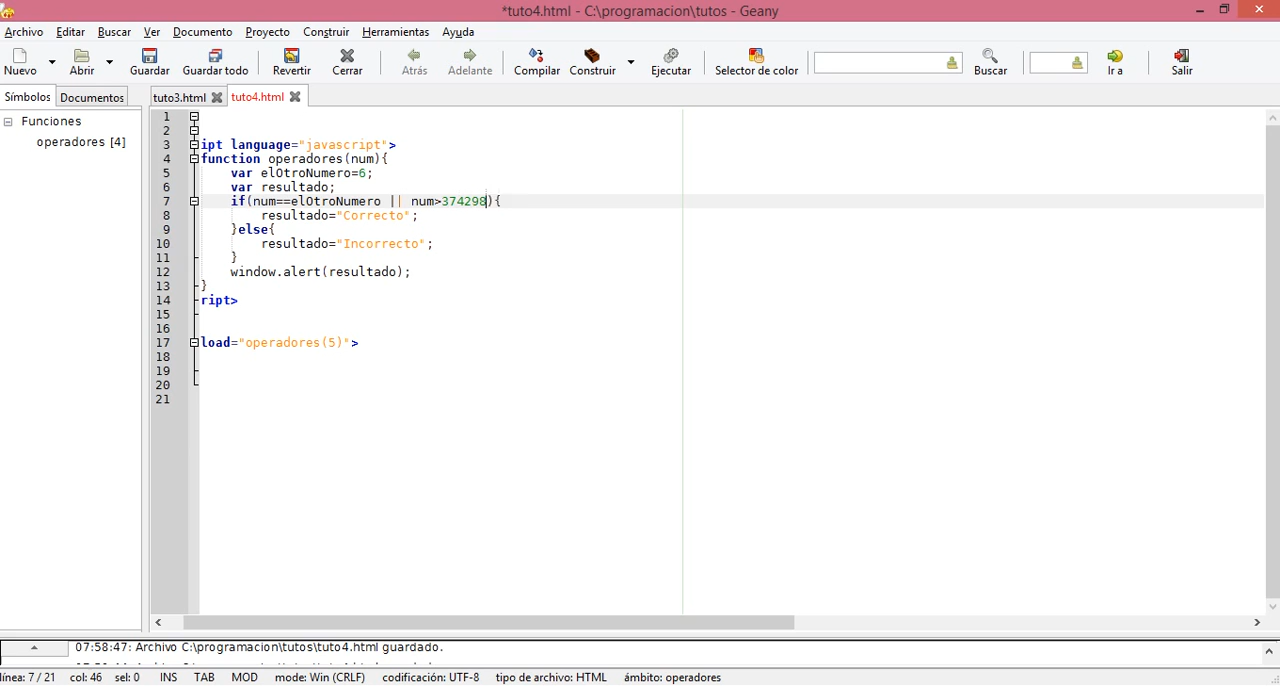 *tuto4.html - C:\programacion\tutos - Geany
Archivo Editar Buscar Ver Documento Proyecto Construir Herramientas Ayuda
Nuevo Abrir Guardar Guardar todo Revertir Cerrar Atrás Adelante Compilar Construir Ejecutar Selector de color Buscar Ir a Salir
Símbolos Documentos tuto3.html tuto4.html
Funciones
operadores [4]
1
2
3 ipt language="javascript">
4 function operadores(num){
5 var elOtroNumero=6;
6 var resultado;
7 if(num==elOtroNumero || num>374298){
8 resultado="Correcto";
9 }else{
10 resultado="Incorrecto";
11 }
12 window.alert(resultado);
13 }
14 ript>
15
16
17 load="operadores(5)">
18
19
20
21
07:58:47: Archivo C:\programacion\tutos\tuto4.html guardado.
línea: 7 / 21 col: 46 sel: 0 INS TAB MOD mode: Win (CRLF) codificación: UTF-8 tipo de archivo: HTML ámbito: operadores